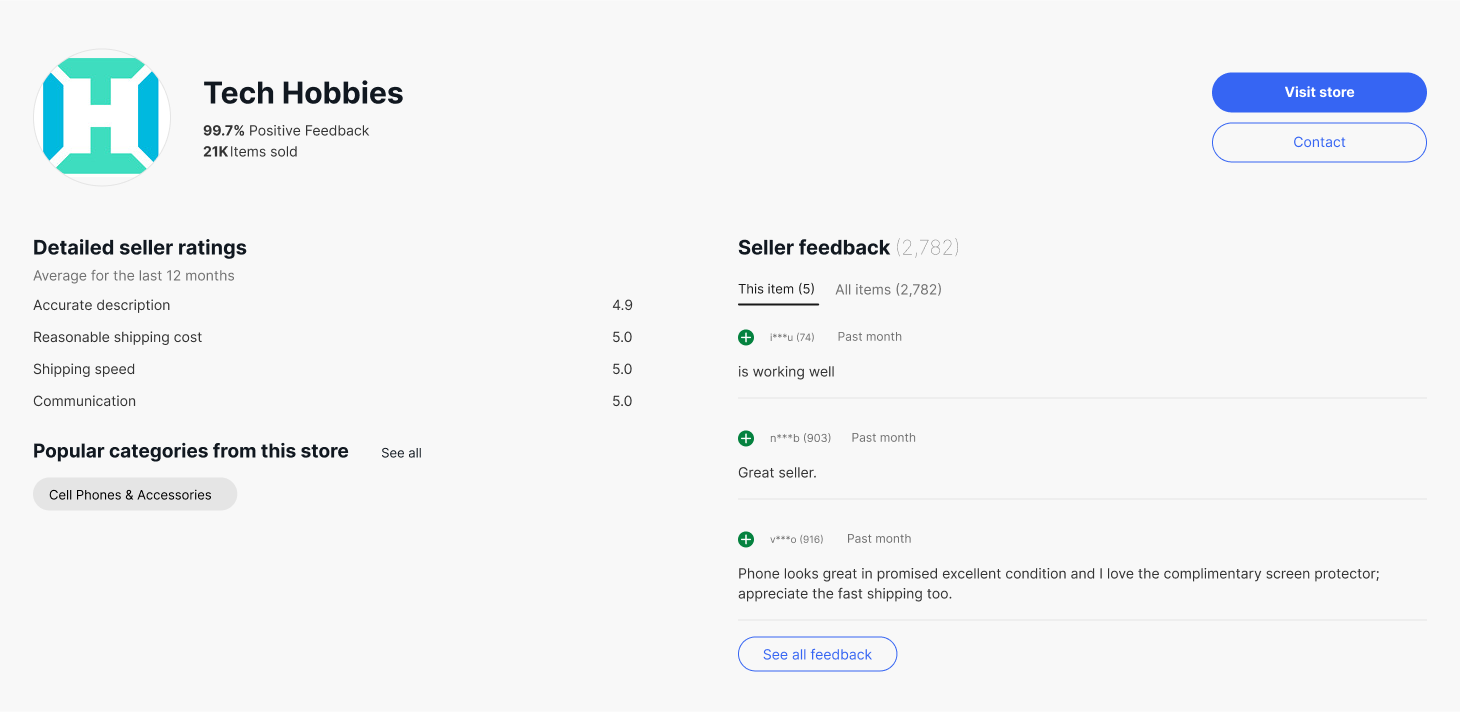 Tech Hobbies
99.7% Positive Feedback
21K Items sold
Visit store
Contact
Detailed seller ratings
Average for the last 12 months
Accurate description 4.9
Reasonable shipping cost 5.0
Shipping speed 5.0
Communication 5.0
Popular categories from this store See all
Cell Phones & Accessories
Seller feedback (2,782)
This item (5) All items (2,782)
i***u (74) Past month
is working well
n***b (903) Past month
Great seller.
v***o (916) Past month
Phone looks great in promised excellent condition and I love the complimentary screen protector;
appreciate the fast shipping too.
See all feedback